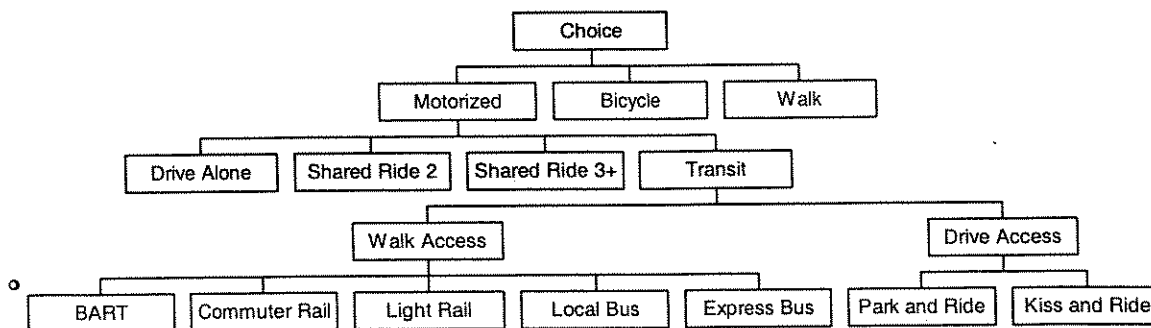 Choice
Motorized Bicycle Walk
Drive Alone Shared Ride 2 Shared Ride 3+ Transit
Walk Access Drive Access
BART Commuter Rail Light Rail Local Bus Express Bus Park and Ride Kiss and Ride